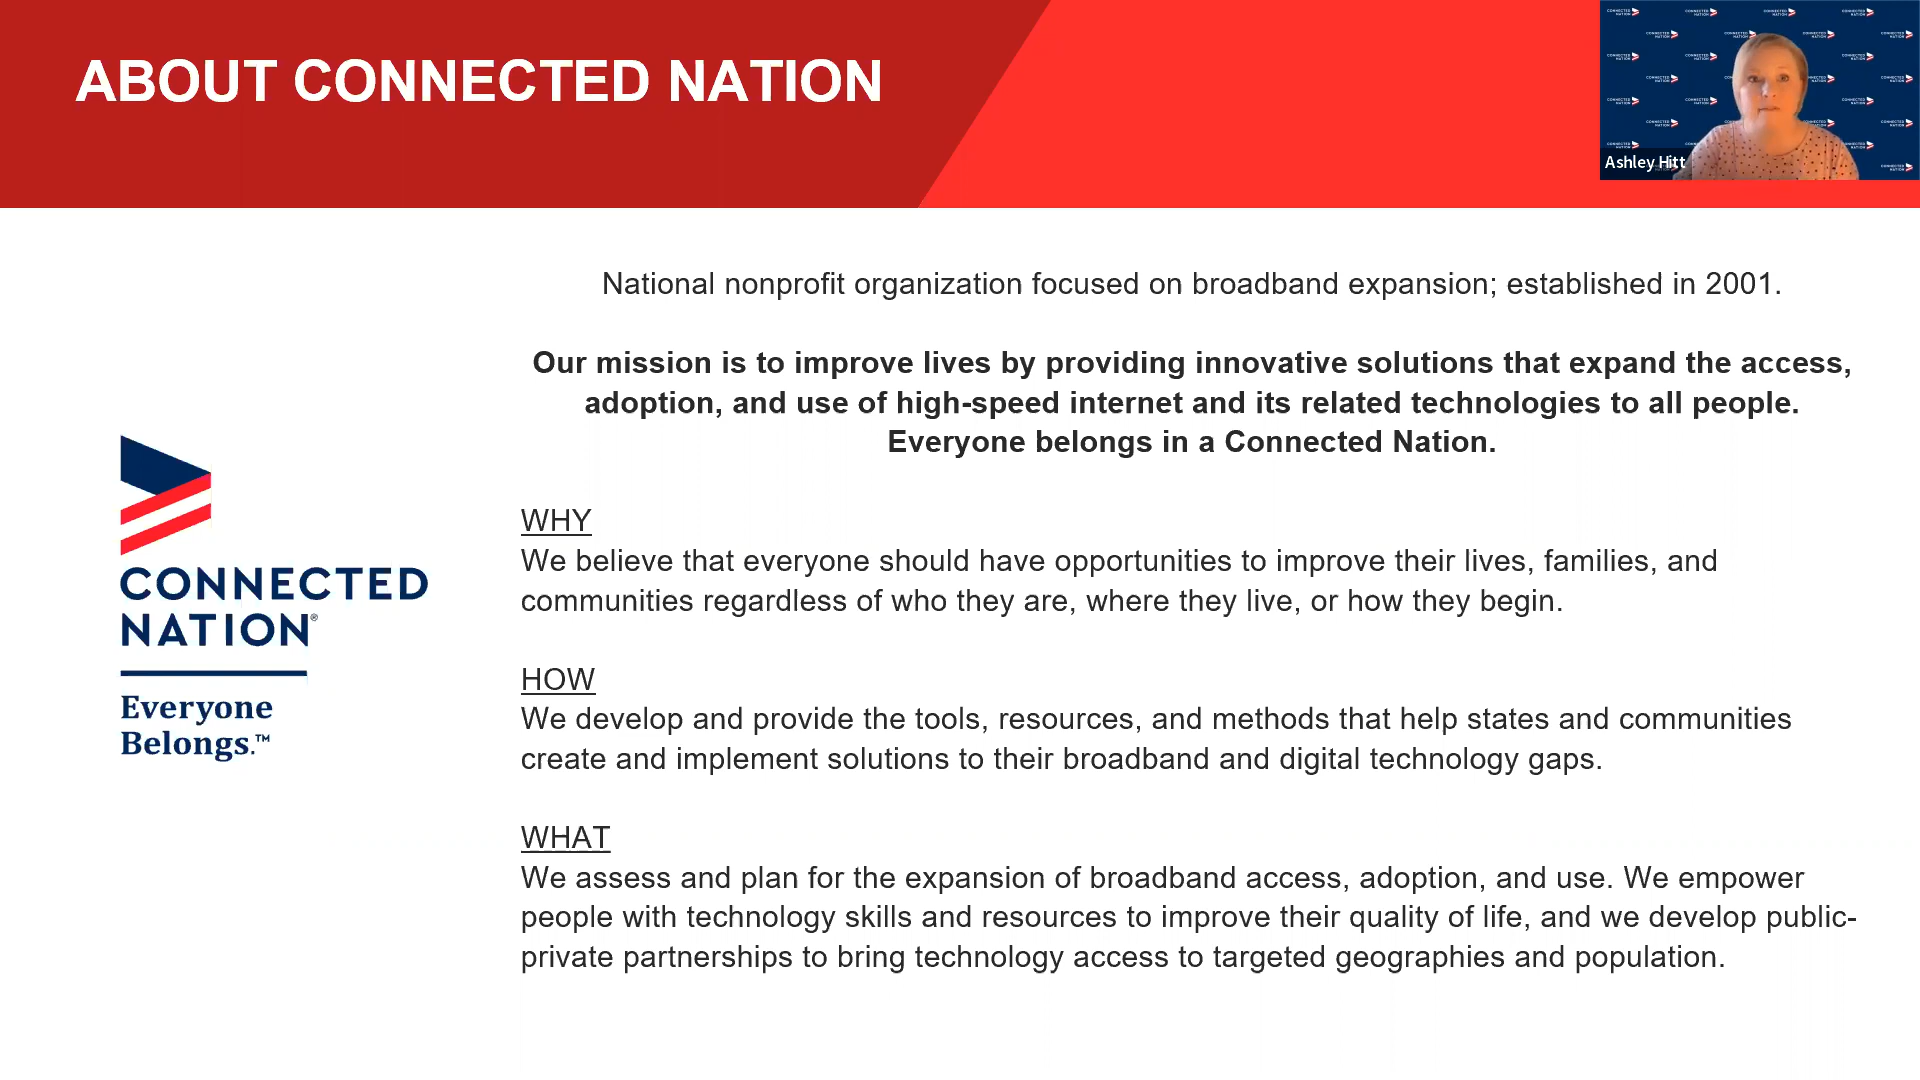 ABOUT CONNECTED NATION
Ashley Hitt
National nonprofit organization focused on broadband expansion; established in 2001.
Our mission is to improve lives by providing innovative solutions that expand the access,
adoption, and use of high-speed internet and its related technologies to all people.
Everyone belongs in a Connected Nation.
CONNECTED
NATION®
Everyone
Belongs.™
WHY
We believe that everyone should have opportunities to improve their lives, families, and
communities regardless of who they are, where they live, or how they begin.
HOW
We develop and provide the tools, resources, and methods that help states and communities
create and implement solutions to their broadband and digital technology gaps.
WHAT
We assess and plan for the expansion of broadband access, adoption, and use. We empower
people with technology skills and resources to improve their quality of life, and we develop public-
private partnerships to bring technology access to targeted geographies and population.